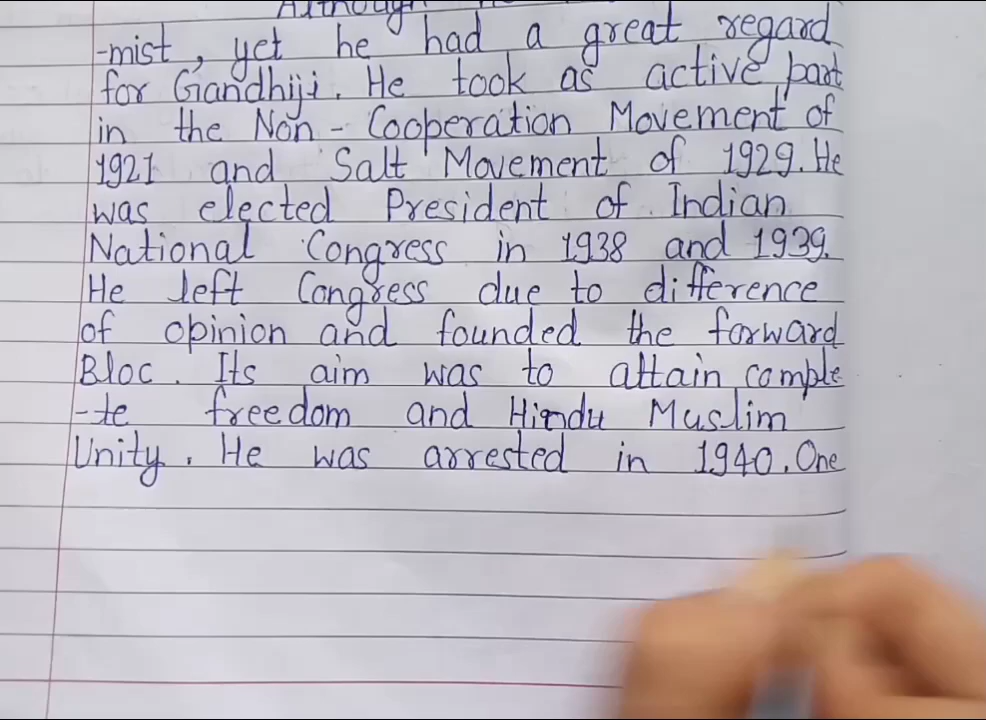 Although
-mist, yet he had a great regard
for Gandhiji. He took as active part
in the Non - Cooperation Movement of
1921 and Salt Movement of 1929. He
was elected President of Indian
National Congress in 1938 and 1939.
He left Congress due to difference
of opinion and founded the forward
Bloc. Its aim was to attain comple
-te freedom and Hindu Muslim
Unity. He was arrested in 1940. One